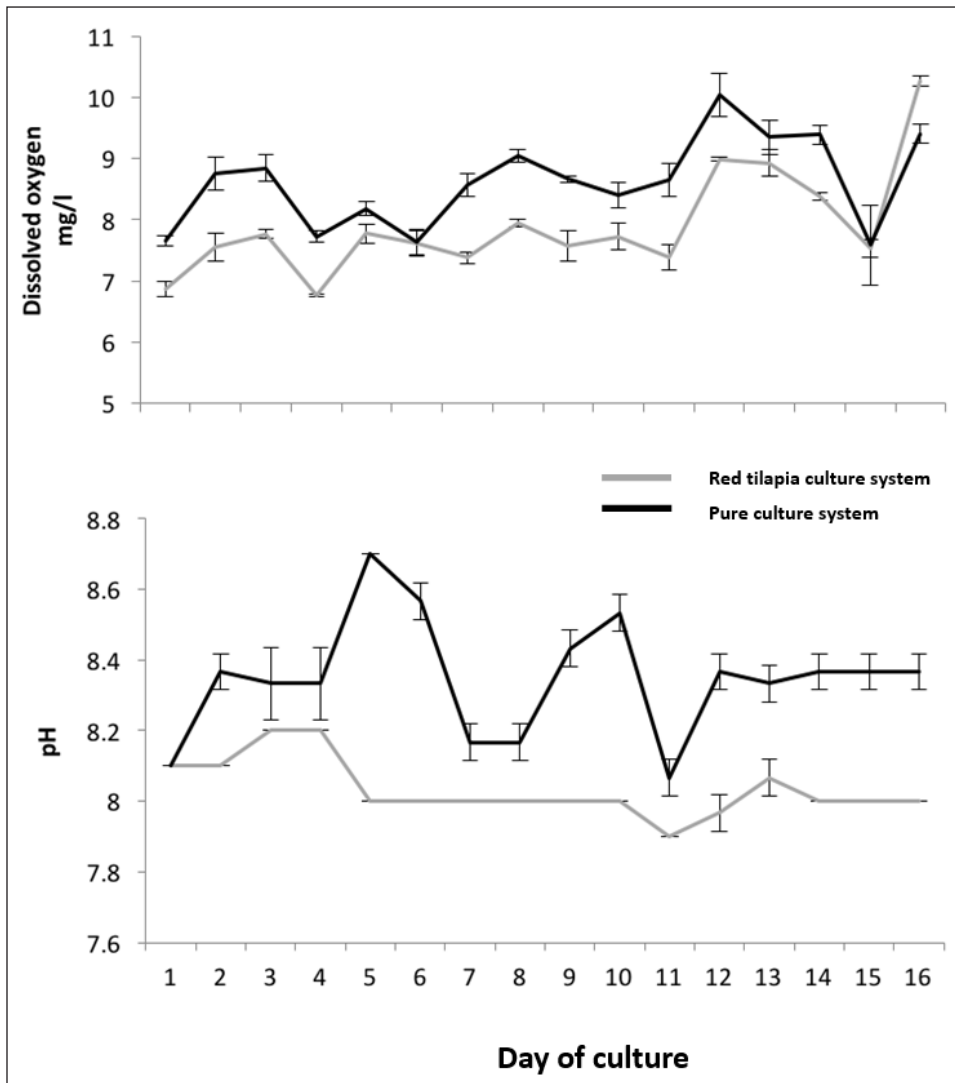 11
10
9
8
7
6
5
Dissolved oxygen
mg/l
Red tilapia culture system
Pure culture system
8.8
8.6
8.4
8.2
8
7.8
7.6
pH
1 2 3 4 5 6 7 8 9 10 11 12 13 14 15 16
Day of culture